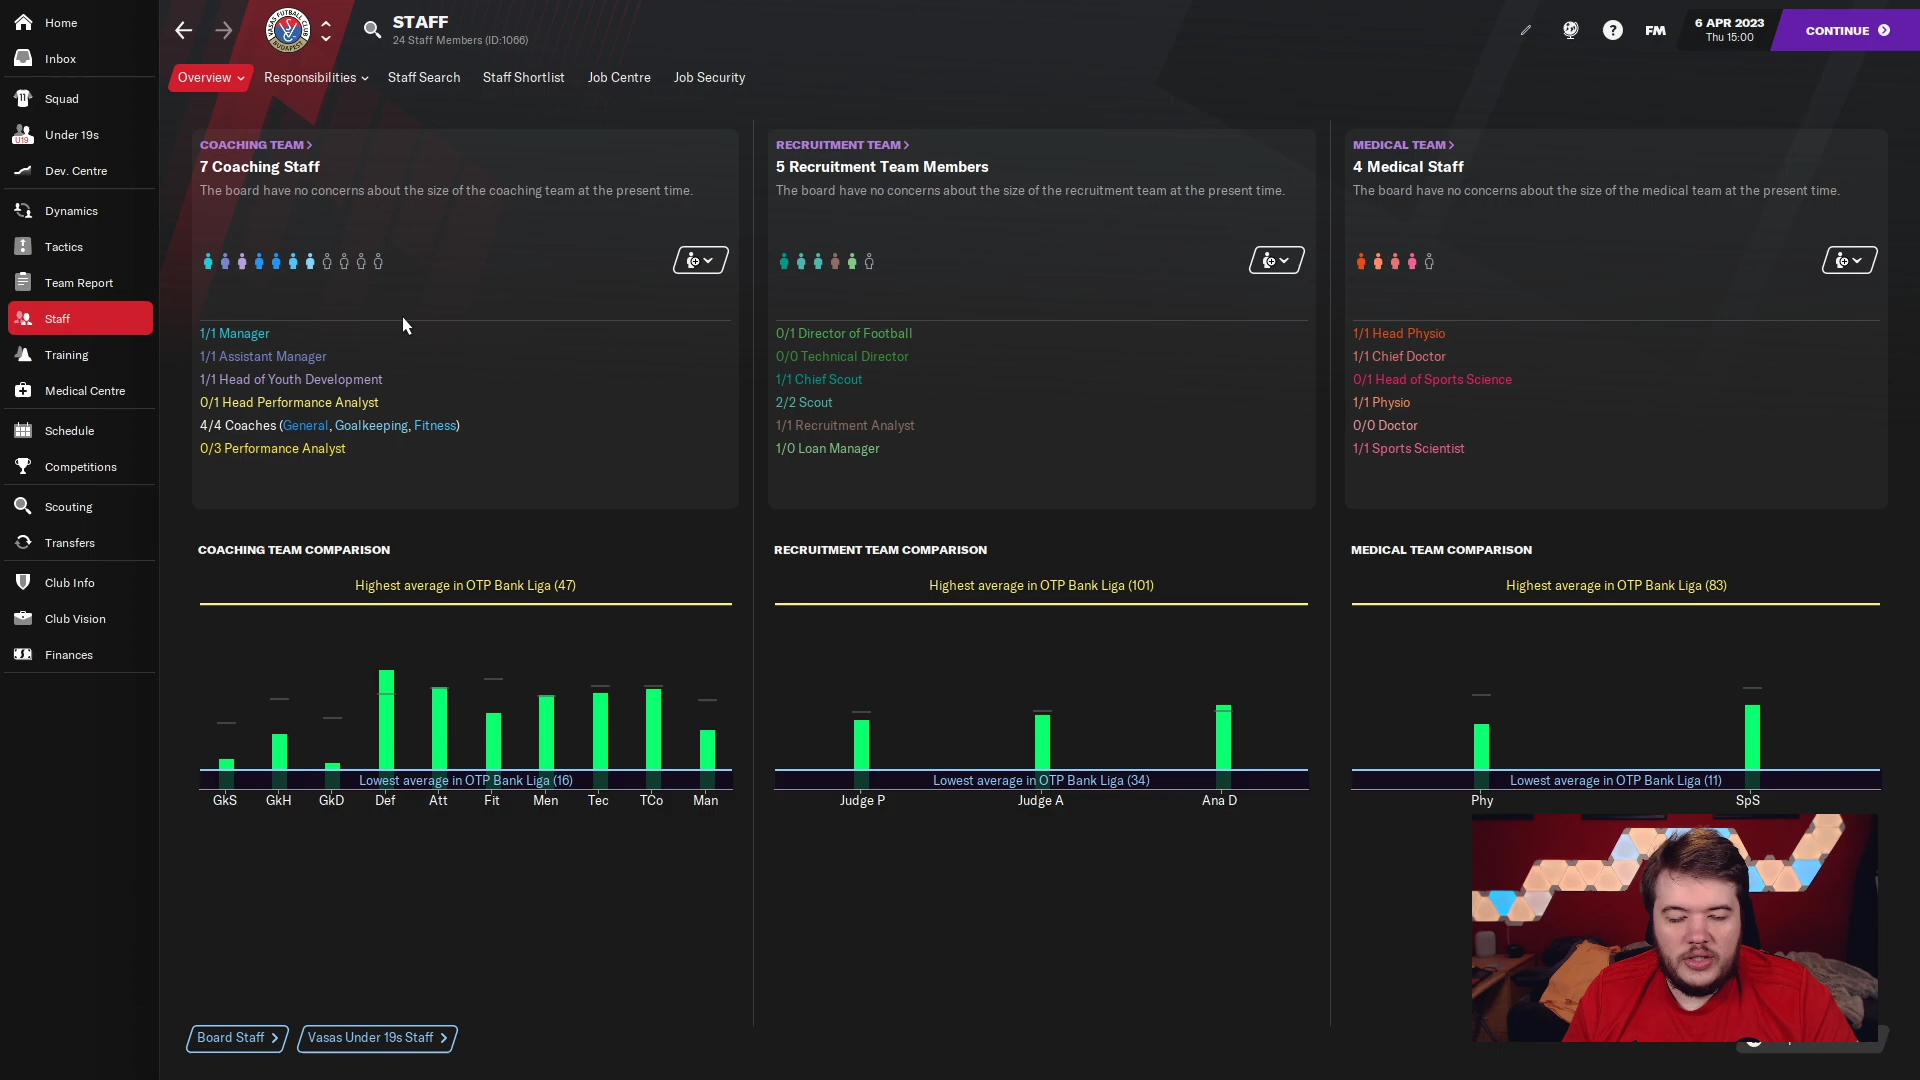 Home
Inbox
Squad
Under 19s
Dev. Centre
Dynamics
Tactics
Team Report
Staff
Training
Medical Centre
Schedule
Competitions
Scouting
Transfers
Club Info
Club Vision
Finances
STAFF
24 Staff Members (ID:1066)
FM
6 APR 2023
Thu 15:00
CONTINUE
Overview
Responsibilities
Staff Search
Staff Shortlist
Job Centre
Job Security
COACHING TEAM >
7 Coaching Staff
The board have no concerns about the size of the coaching team at the present time.
1/1 Manager
1/1 Assistant Manager
1/1 Head of Youth Development
0/1 Head Performance Analyst
4/4 Coaches (General, Goalkeeping, Fitness)
0/3 Performance Analyst
RECRUITMENT TEAM >
5 Recruitment Team Members
The board have no concerns about the size of the recruitment team at the present time.
0/1 Director of Football
0/0 Technical Director
1/1 Chief Scout
2/2 Scout
1/1 Recruitment Analyst
1/0 Loan Manager
MEDICAL TEAM >
4 Medical Staff
The board have no concerns about the size of the medical team at the present time.
1/1 Head Physio
1/1 Chief Doctor
0/1 Head of Sports Science
1/1 Physio
0/0 Doctor
1/1 Sports Scientist
COACHING TEAM COMPARISON
Highest average in OTP Bank Liga (47)
Lowest average in OTP Bank Liga (16)
GkS GkH GkD Def Att Fit Men Tec TCo Man
RECRUITMENT TEAM COMPARISON
Highest average in OTP Bank Liga (101)
Lowest average in OTP Bank Liga (34)
Judge P Judge A Ana D
MEDICAL TEAM COMPARISON
Highest average in OTP Bank Liga (83)
Lowest average in OTP Bank Liga (11)
Phy SpS
Board Staff >
Vasas Under 19s Staff >